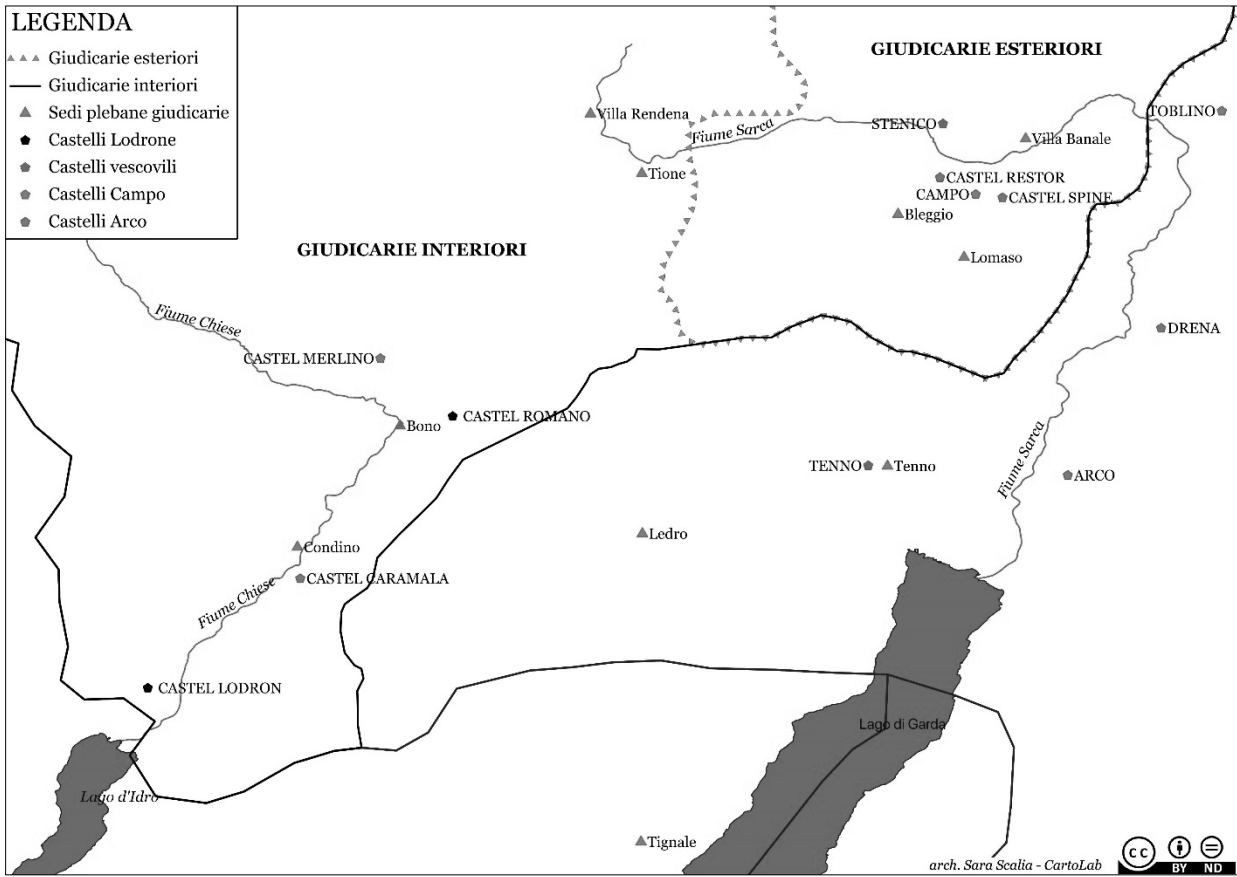 LEGENDA
Giudicarie esteriori
Giudicarie interiori
Sedi plebane giudicarie
Castelli Lodrone
Castelli vescovili
Castelli Campo
Castelli Arco
GIUDICARIE ESTERIORI
Villa Rendena
Fiume Sarca
STENICO
TOBLINO
Villa Banale
Tione
CASTEL RESTOR
CAMPO
CASTEL SPINE
Bleggio
GIUDICARIE INTERIORI
Lomaso
Fiume Chiese
DRENA
CASTEL MERLINO
CASTEL ROMANO
Bono
Fiume Sarca
TENNO
Tenno
ARCO
Ledro
Condino
CASTEL CARAMALA
Fiume Chiese
CASTEL LODRON
Lago di Garda
Lago d'Idro
Tignale
arch. Sara Scalia - CartoLab
CC
BY ND